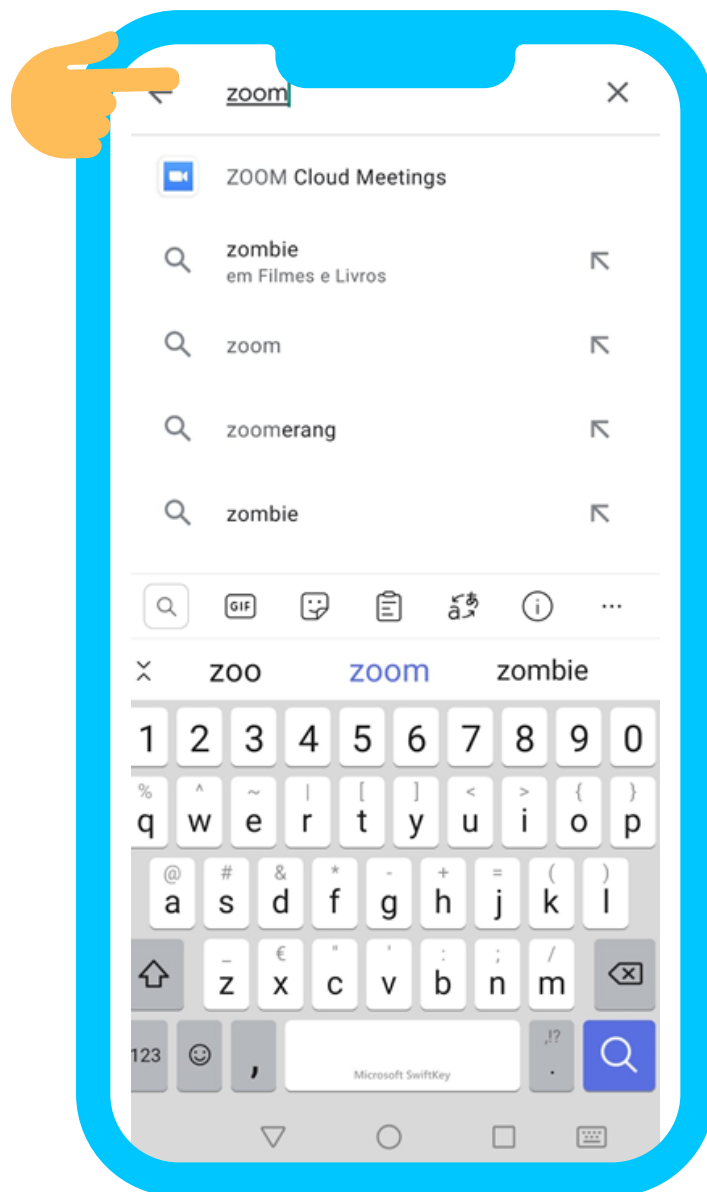 zoom
ZOOM Cloud Meetings
zombie
em Filmes e Livros
zoom
zoomerang
zombie
GIF
あ
a
i
...
zoo zoom zombie
1 2 3 4 5 6 7 8 9 0
% ^ ~ | [ ] < > { }
q w e r t y u i o p
@ # & * - + = ( )
a s d f g h j k l
_ € " ' : ; /
z x c v b n m
,!?
123 , Microsoft SwiftKey .